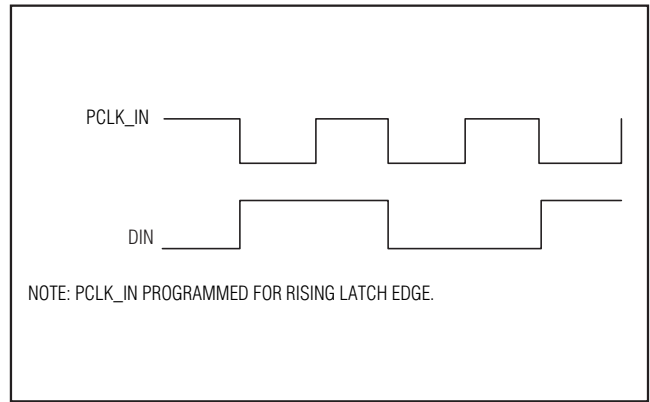 PCLK_IN
DIN
NOTE: PCLK_IN PROGRAMMED FOR RISING LATCH EDGE.